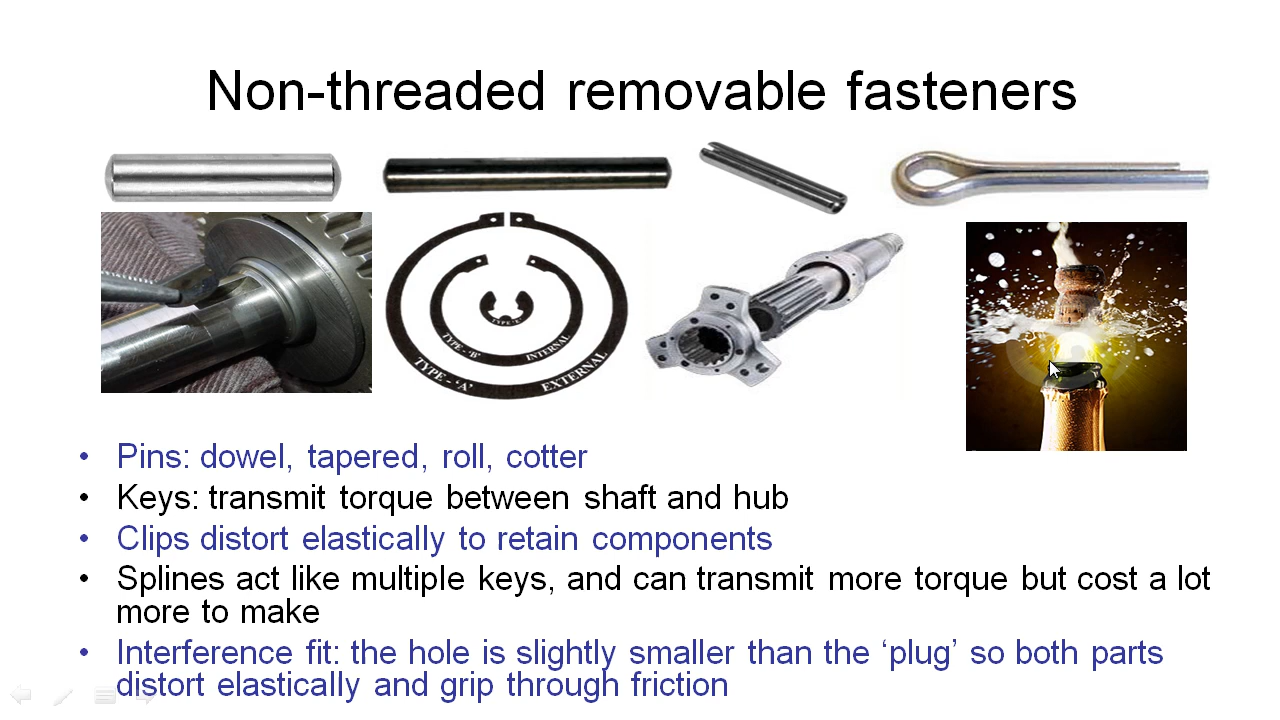 Non-threaded removable fasteners
TYPE-'E'
TYPE-'B' INTERNAL
TYPE-'A' EXTERNAL
• Pins: dowel, tapered, roll, cotter
• Keys: transmit torque between shaft and hub
• Clips distort elastically to retain components
• Splines act like multiple keys, and can transmit more torque but cost a lot
more to make
• Interference fit: the hole is slightly smaller than the ‘plug’ so both parts
distort elastically and grip through friction